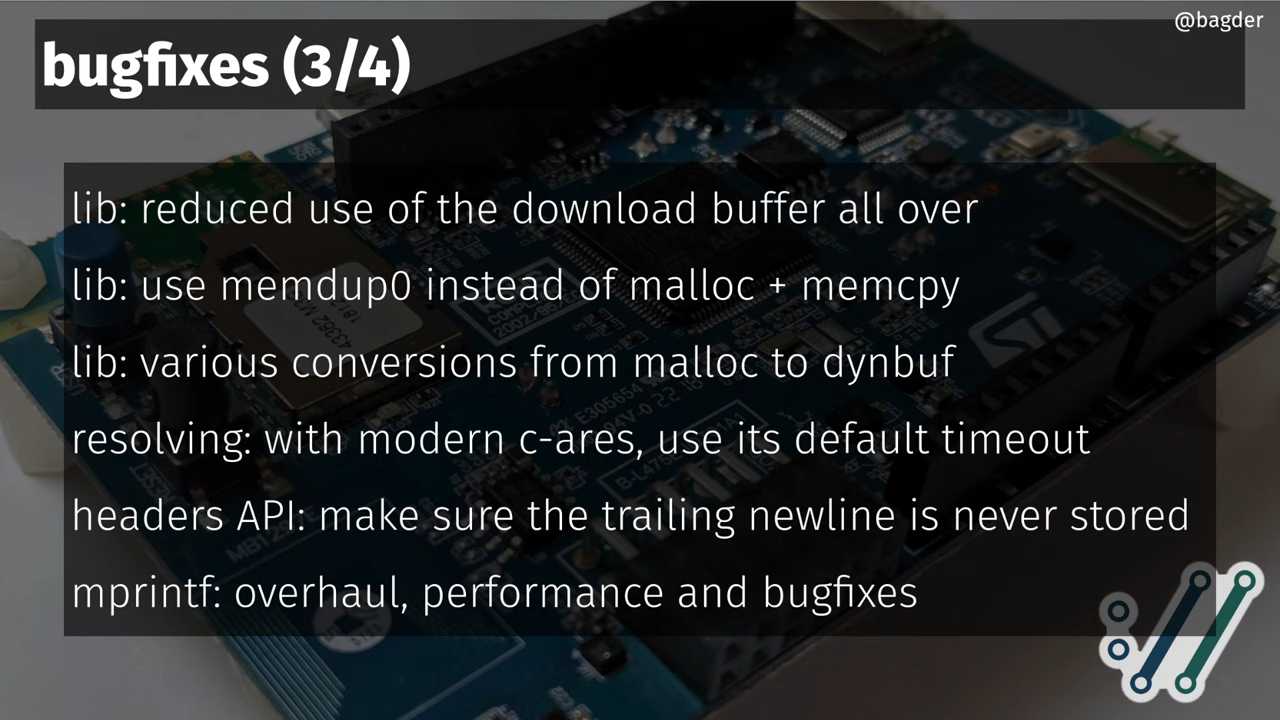 @bagder
bugfixes (3/4)
lib: reduced use of the download buffer all over
lib: use memdup0 instead of malloc + memcpy
lib: various conversions from malloc to dynbuf
resolving: with modern c-ares, use its default timeout
headers API: make sure the trailing newline is never stored
mprintf: overhaul, performance and bugfixes